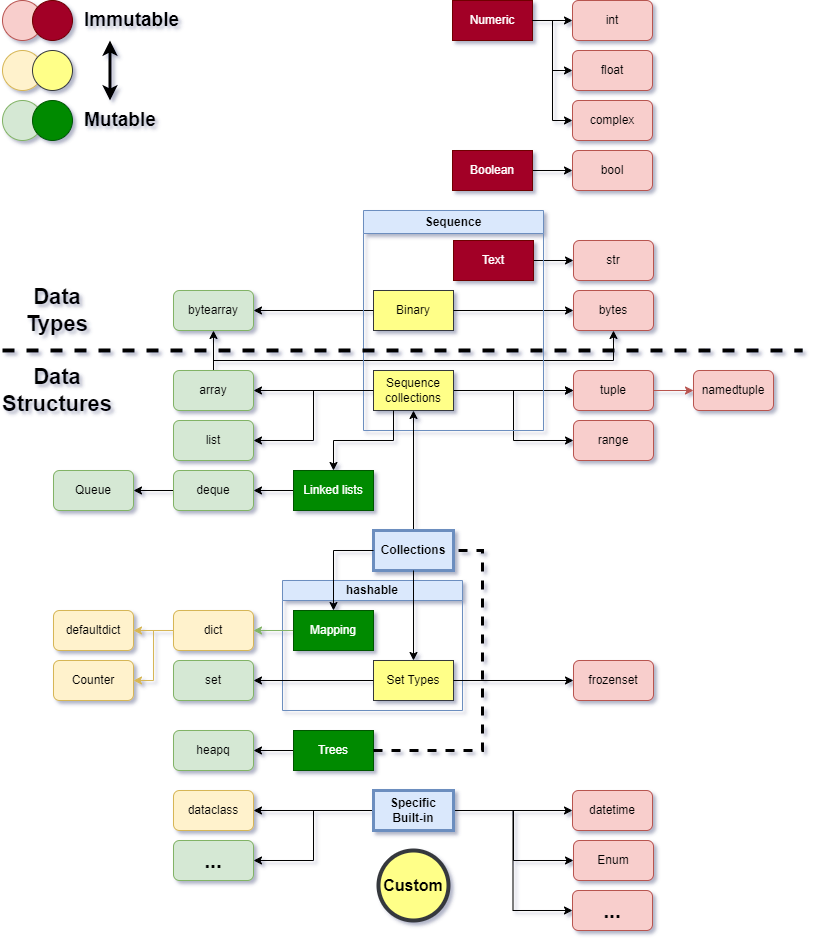 Immutable
Mutable
Numeric
int
float
complex
Boolean
bool
Sequence
Text
str
Data
Types
bytearray
Binary
bytes
Data
Structures
array
Sequence
collections
tuple
namedtuple
list
range
Queue
deque
Linked lists
Collections
hashable
defaultdict
dict
Mapping
Counter
set
Set Types
frozenset
heapq
Trees
dataclass
Specific
Built-in
datetime
...
Enum
Custom
...